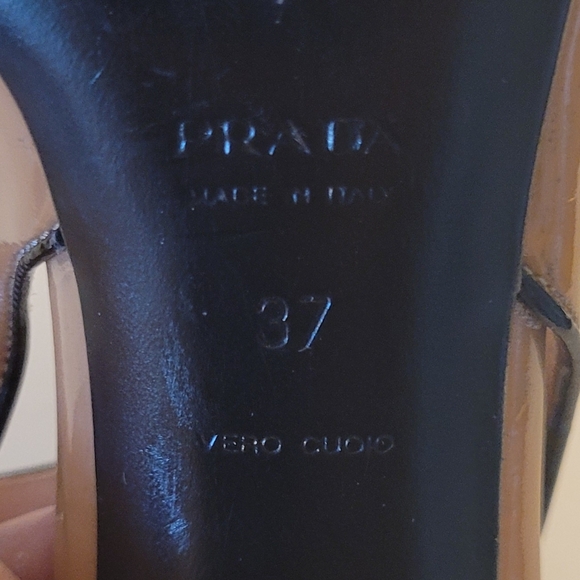 PRADA
MADE IN ITALY
37
VERO CUOIO